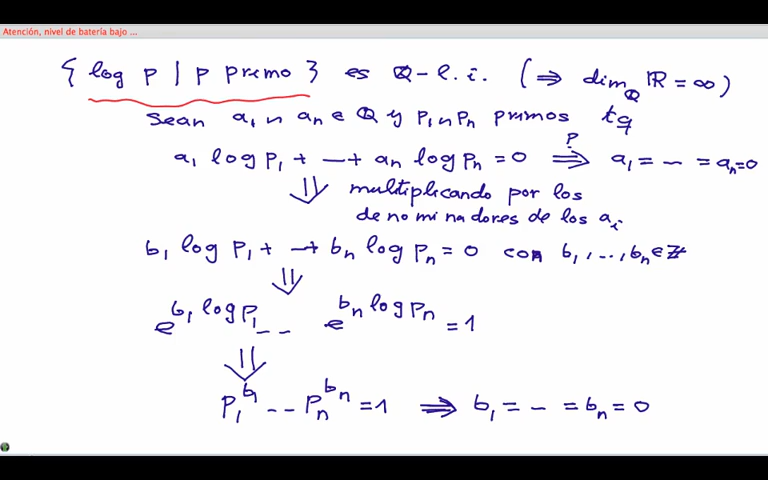 Atención, nivel de batería bajo ...
{ log p | p primo } es ℚ-l.i. (⇒ dim_ℚ ℝ = ∞)
Sean a₁ n aₙ ∈ ℚ y p₁ n pₙ primos tq
a₁ log p₁ + — + aₙ log pₙ = 0 ⇒? a₁ = — = aₙ = 0
⇓ multiplicando por los
denominadores de los aᵢ
b₁ log p₁ + — + bₙ log pₙ = 0 con b₁, ..., bₙ ∈ ℤ
⇓
e^{b₁ log p₁} -- e^{bₙ log pₙ} = 1
⇓
p₁^{b₁} -- pₙ^{bₙ} = 1 ⇒ b₁ = — = bₙ = 0